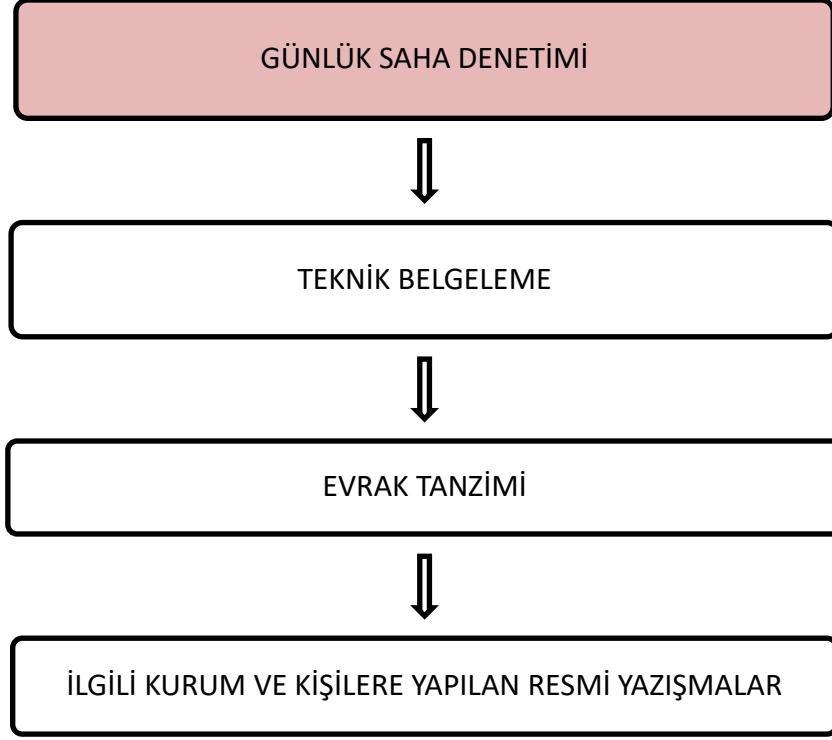 GÜNLÜK SAHA DENETİMİ
TEKNİK BELGELEME
EVRAK TANZİMİ
İLGİLİ KURUM VE KİŞİLERE YAPILAN RESMİ YAZIŞMALAR